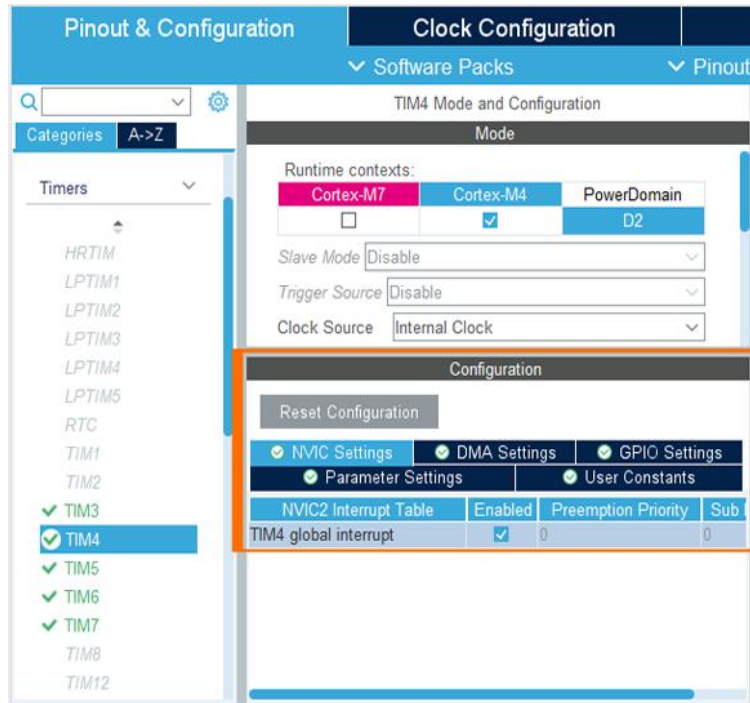 Pinout & Configuration
Clock Configuration
Software Packs
Pinout
Categories
A->Z
Timers
HRTIM
LPTIM1
LPTIM2
LPTIM3
LPTIM4
LPTIM5
RTC
TIM1
TIM2
TIM3
TIM4
TIM5
TIM6
TIM7
TIM8
TIM12
TIM4 Mode and Configuration
Mode
Runtime contexts:
Cortex-M7 Cortex-M4 PowerDomain
D2
Slave Mode Disable
Trigger Source Disable
Clock Source Internal Clock
Configuration
Reset Configuration
NVIC Settings DMA Settings GPIO Settings
Parameter Settings User Constants
NVIC2 Interrupt Table Enabled Preemption Priority Sub
TIM4 global interrupt 0 0